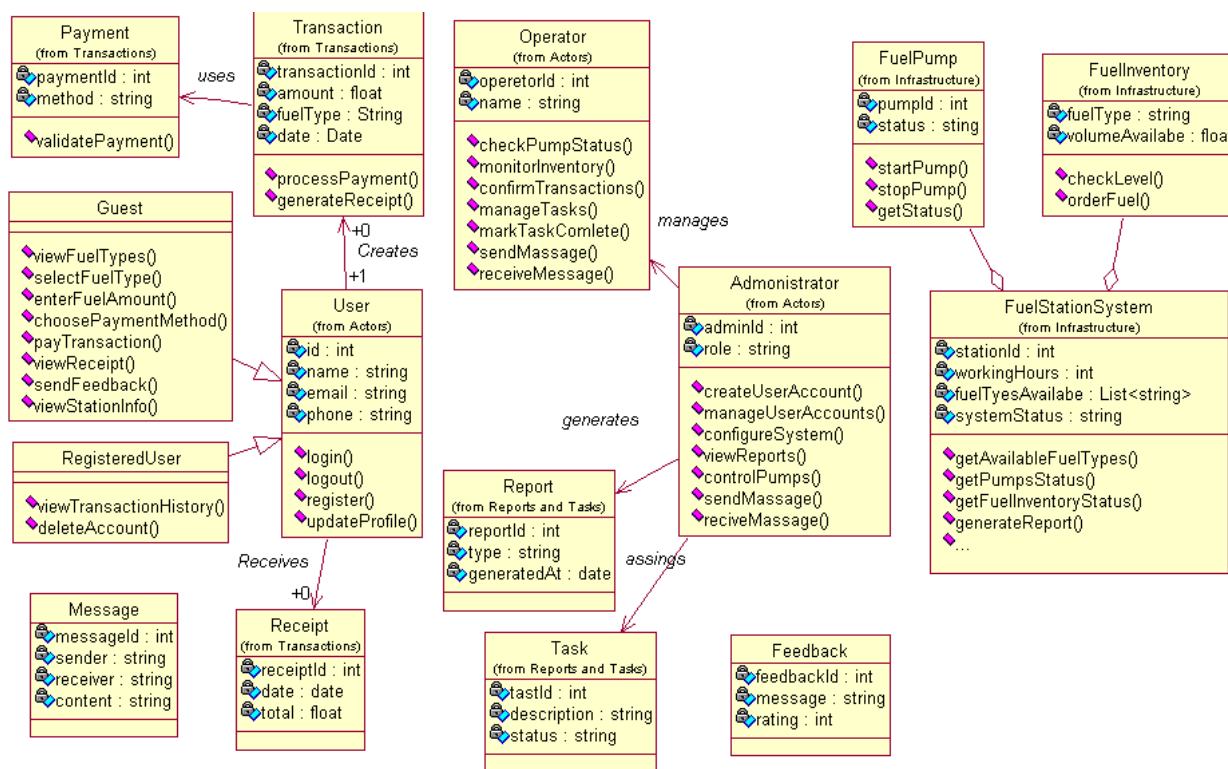 Payment
(from Transactions)
paymentId : int
method : string
validatePayment()
uses
Transaction
(from Transactions)
transactionId : int
amount : float
fuelType : String
date : Date
processPayment()
generateReceipt()
Operator
(from Actors)
operetorId : int
name : string
checkPumpStatus()
monitorInventory()
confirmTransactions()
manageTasks()
markTaskComlete()
sendMassage()
receiveMessage()
FuelPump
(from Infrastructure)
pumpId : int
status : sting
startPump()
stopPump()
getStatus()
FuelInventory
(from Infrastructure)
fuelType : string
volumeAvailabe : float
checkLevel()
orderFuel()
Guest
viewFuelTypes()
selectFuelType()
enterFuelAmount()
choosePaymentMethod()
payTransaction()
viewReceipt()
sendFeedback()
viewStationInfo()
+0
Creates
+1
User
(from Actors)
id : int
name : string
email : string
phone : string
login()
logout()
register()
updateProfile()
manages
Admonistrator
(from Actors)
adminId : int
role : string
createUserAccount()
manageUserAccounts()
configureSystem()
viewReports()
controlPumps()
sendMassage()
reciveMassage()
FuelStationSystem
(from Infrastructure)
stationId : int
workingHours : int
fuelTyesAvailabe : List<string>
systemStatus : string
getAvailableFuelTypes()
getPumpsStatus()
getFuelInventoryStatus()
generateReport()
...
RegisteredUser
viewTransactionHistory()
deleteAccount()
generates
Report
(from Reports and Tasks)
reportId : int
type : string
generatedAt : date
assings
Receives
+0
Message
messageId : int
sender : string
receiver : string
content : string
Receipt
(from Transactions)
receiptId : int
date : date
total : float
Task
(from Reports and Tasks)
tastId : int
description : string
status : string
Feedback
feedbackId : int
message : string
rating : int